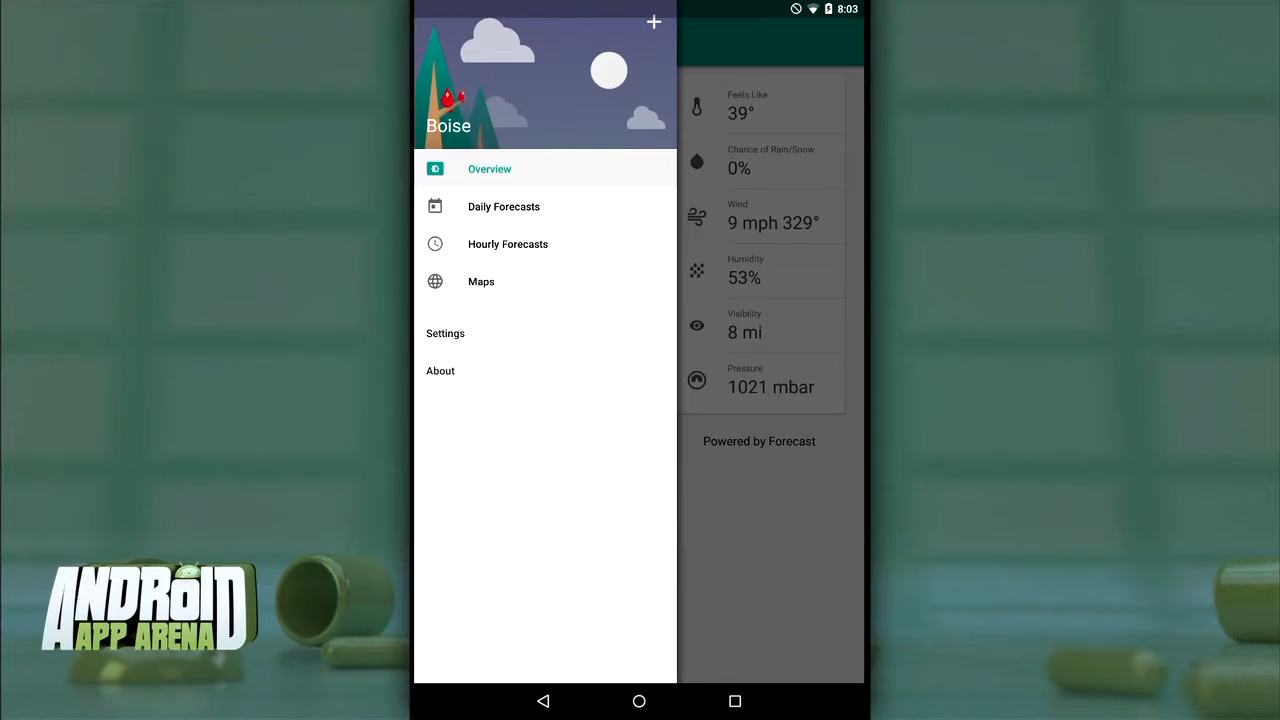 8:03
Boise
Overview
Daily Forecasts
Hourly Forecasts
Maps
Settings
About
Feels Like
39°
Chance of Rain/Snow
0%
Wind
9 mph 329°
Humidity
53%
Visibility
8 mi
Pressure
1021 mbar
Powered by Forecast
ANDROID
APP ARENA